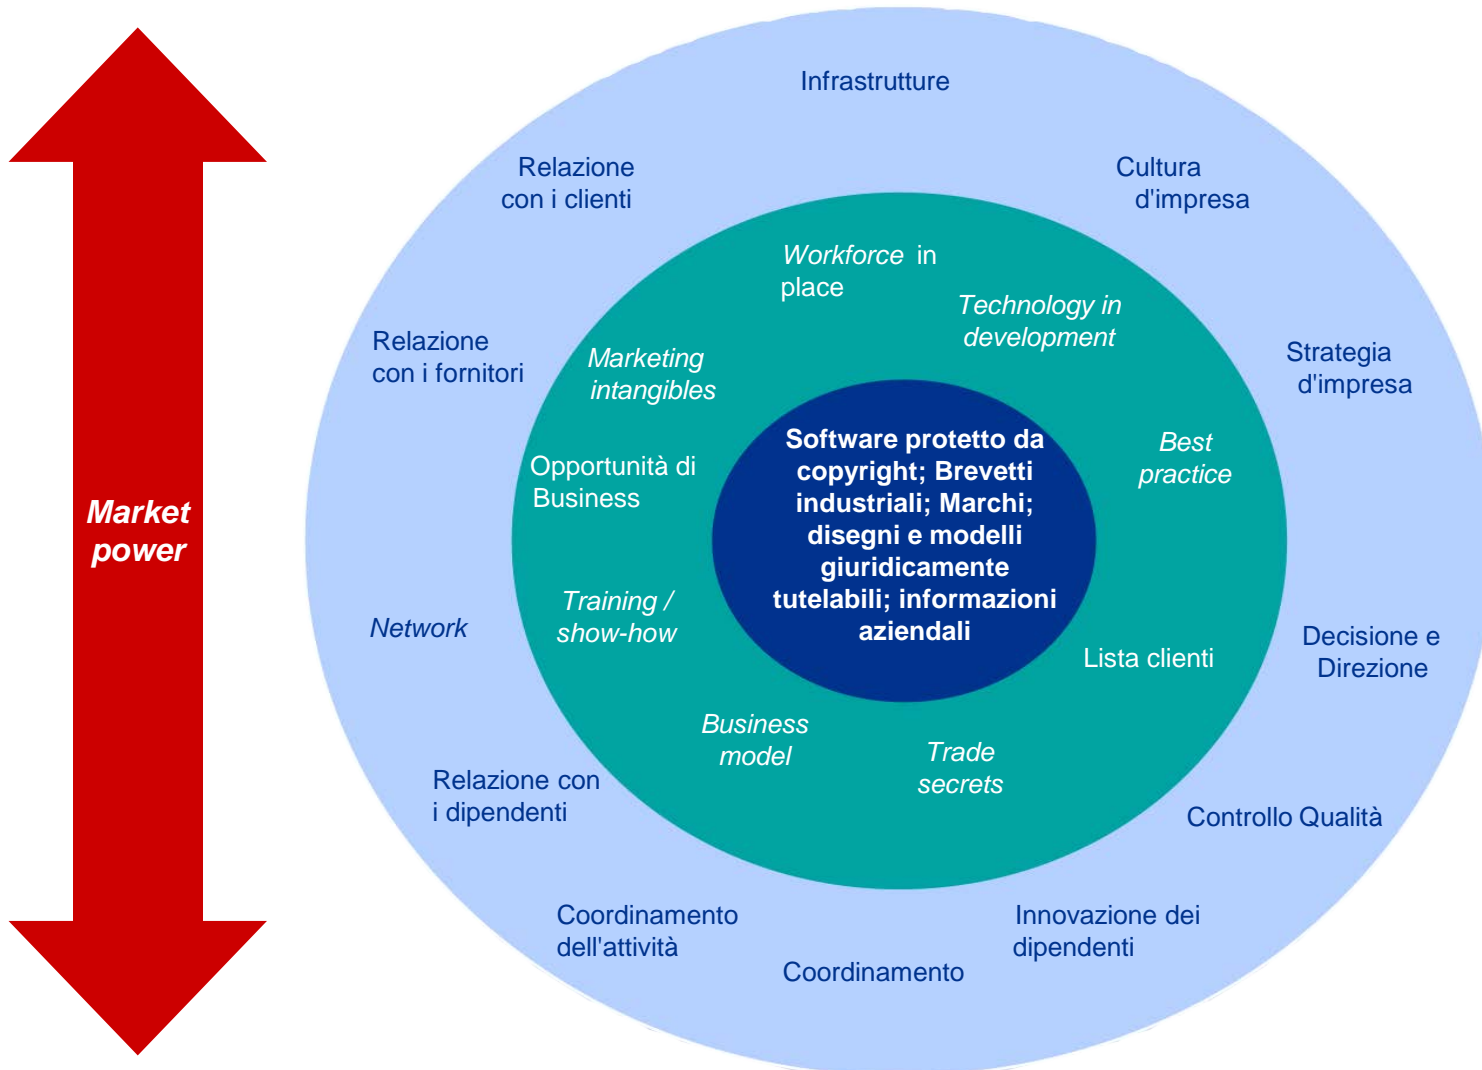 Infrastrutture
Relazione
con i clienti
Cultura
d'impresa
Workforce in
place
Technology in
development
Relazione
con i fornitori
Marketing
intangibles
Strategia
d'impresa
Software protetto da
copyright; Brevetti
industriali; Marchi;
disegni e modelli
giuridicamente
tutelabili; informazioni
aziendali
Best
practice
Opportunità di
Business
Market
power
Training /
show-how
Network
Decisione e
Direzione
Lista clienti
Business
model
Trade
secrets
Relazione con
i dipendenti
Controllo Qualità
Coordinamento
dell'attività
Innovazione dei
dipendenti
Coordinamento